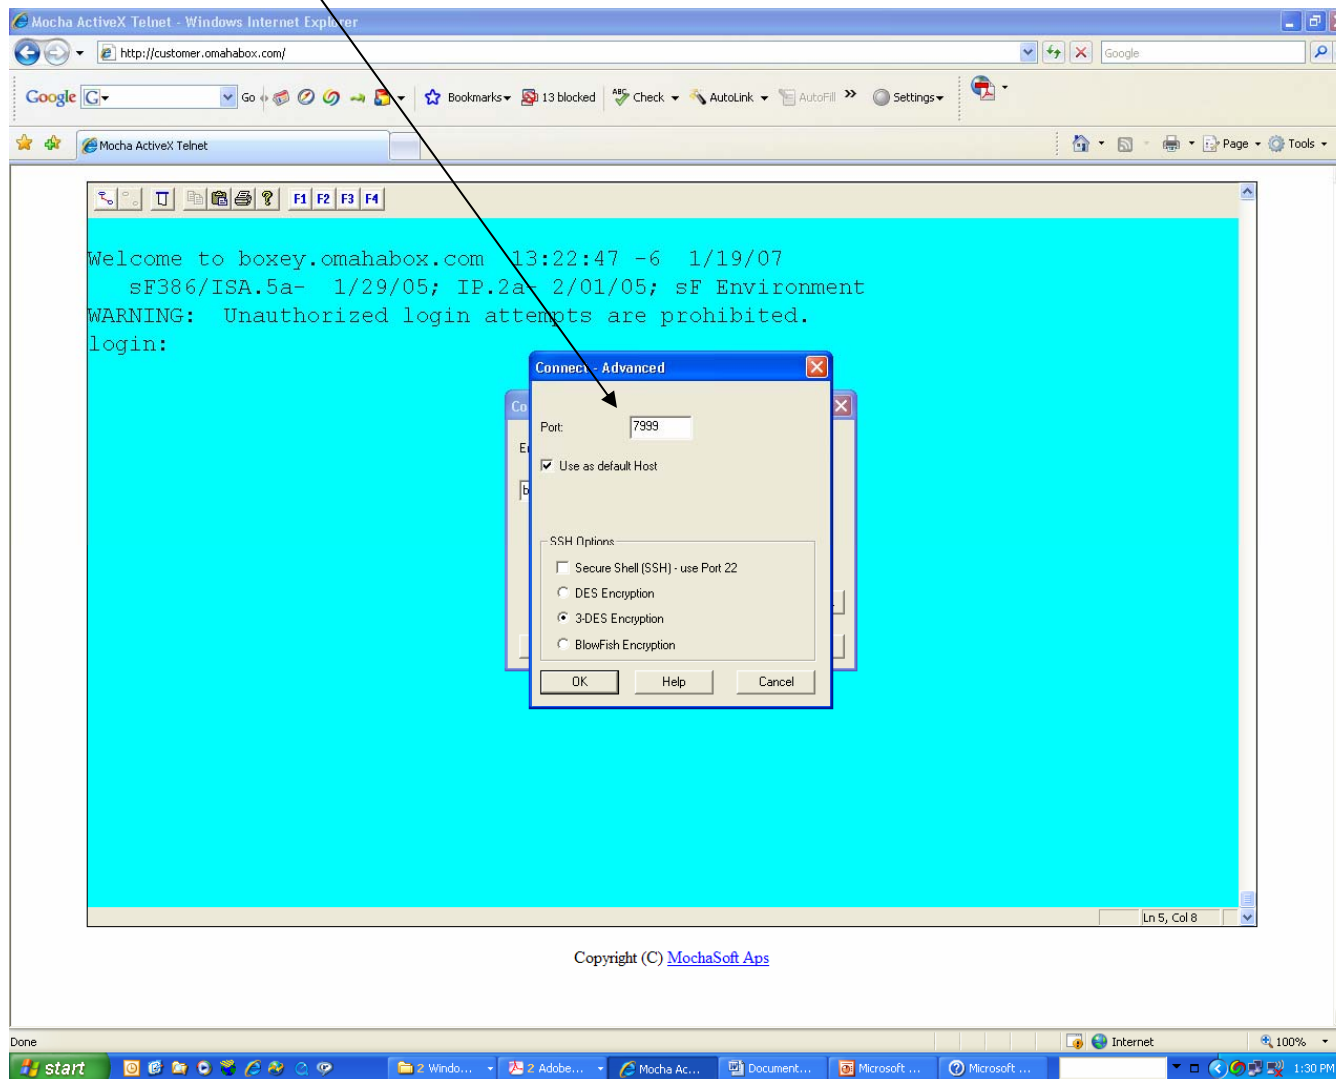 Mocha ActiveX Telnet - Windows Internet Explorer
http://customer.omahabox.com/
Google
Google G Go Bookmarks 13 blocked ABC Check AutoLink AutoFill >> Settings
Mocha ActiveX Telnet
Page Tools
F1 F2 F3 F4
Welcome to boxey.omahabox.com 13:22:47 -6 1/19/07
sF386/ISA.5a- 1/29/05; IP.2a- 2/01/05; sF Environment
WARNING: Unauthorized login attempts are prohibited.
login:
Connect - Advanced
Co
Port: 7999
Use as default Host
b
SSH Options
Secure Shell (SSH) - use Port 22
DES Encryption
3-DES Encryption
BlowFish Encryption
OK Help Cancel
Ln 5, Col 8
Copyright (C) MochaSoft Aps
Done
Internet
100%
start
2 Windo...
2 Adobe...
Mocha Ac...
Document...
Microsoft ...
Microsoft ...
1:30 PM